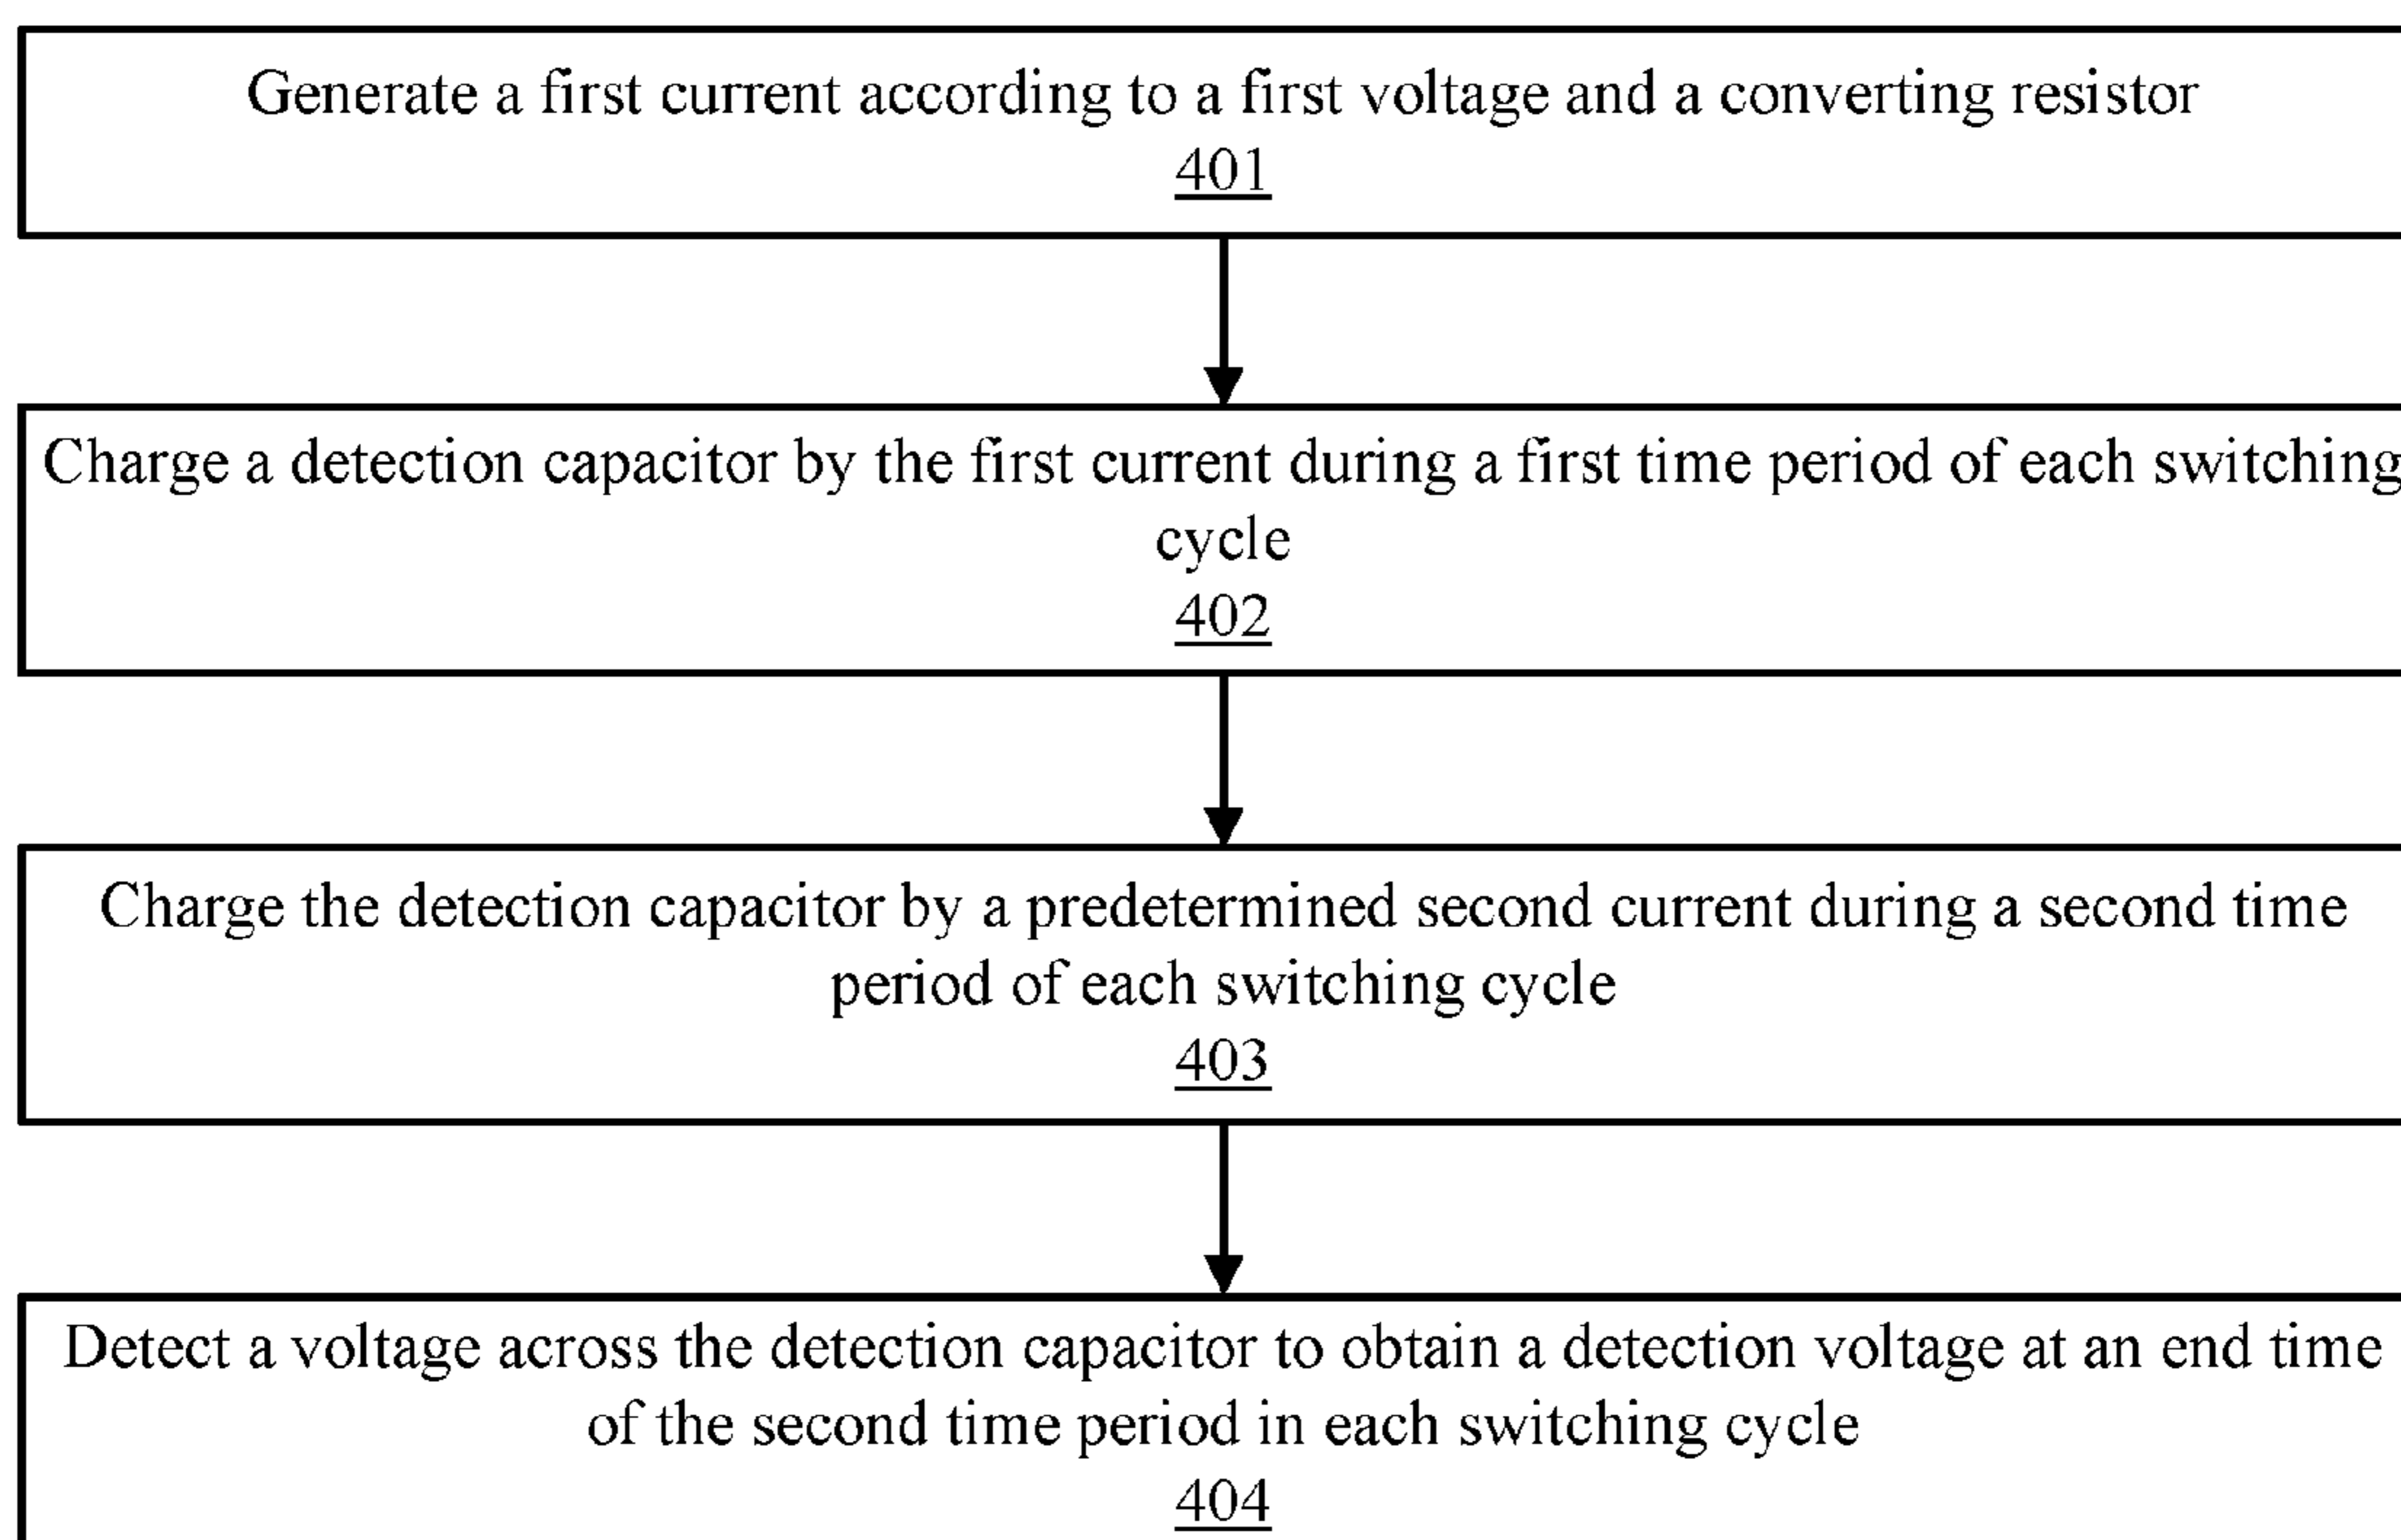 Generate a first current according to a first voltage and a converting resistor
401
Charge a detection capacitor by the first current during a first time period of each switching
cycle
402
Charge the detection capacitor by a predetermined second current during a second time
period of each switching cycle
403
Detect a voltage across the detection capacitor to obtain a detection voltage at an end time
of the second time period in each switching cycle
404